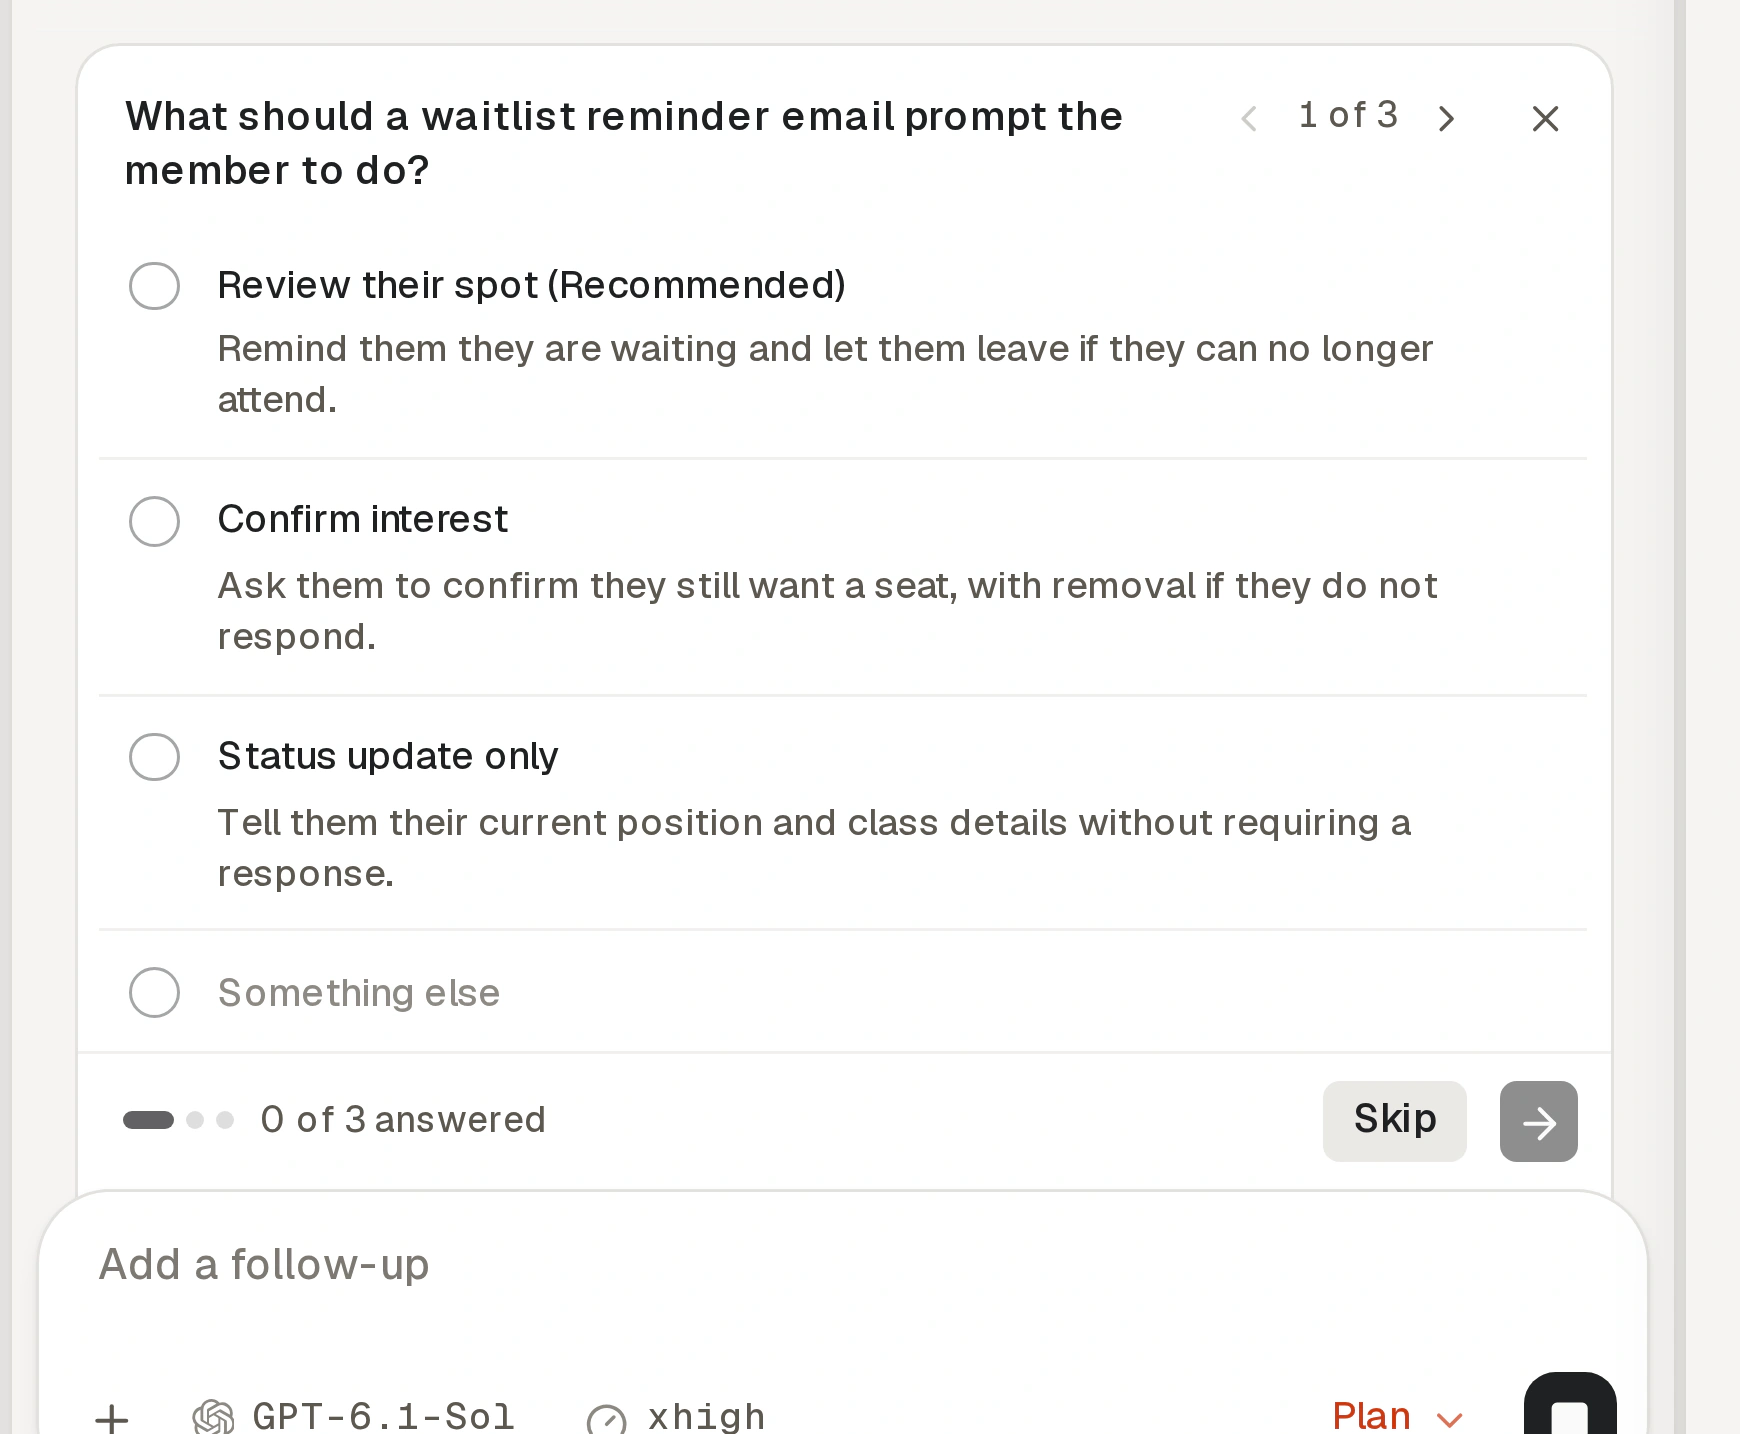 What should a waitlist reminder email prompt the
member to do?
1 of 3
Review their spot (Recommended)
Remind them they are waiting and let them leave if they can no longer
attend.
Confirm interest
Ask them to confirm they still want a seat, with removal if they do not
respond.
Status update only
Tell them their current position and class details without requiring a
response.
Something else
0 of 3 answered
Skip
Add a follow-up
GPT-6.1-Sol
xhigh
Plan